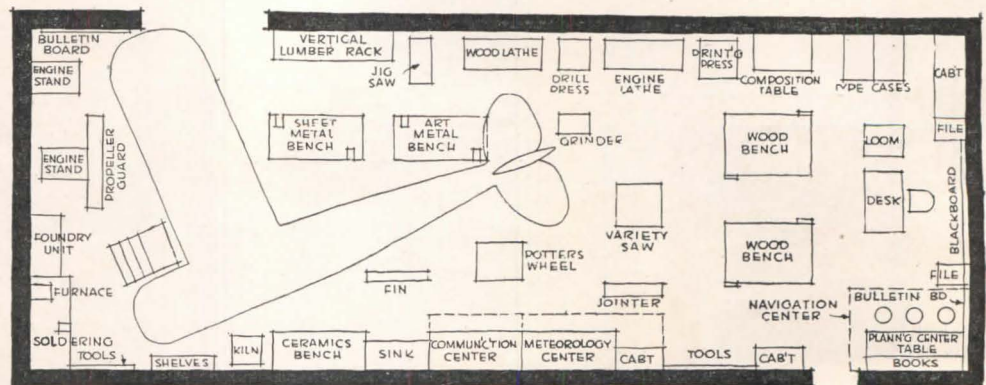 BULLETIN
BOARD
VERTICAL
LUMBER RACK
JIG
SAW
WOOD LATHE
DRILL
PRESS
ENGINE
LATHE
PRINT'G
PRESS
COMPOSITION
TABLE
TYPE CASES
CABT
ENGINE
STAND
SHEET
METAL
BENCH
ART
METAL
BENCH
GRINDER
WOOD
BENCH
LOOM
FILE
ENGINE
STAND
PROPELLER
GUARD
DESK
BLACKBOARD
FOUNDRY
UNIT
VARIETY
SAW
WOOD
BENCH
POTTERS
WHEEL
FILE
FURNACE
FIN
JOINTER
NAVIGATION
CENTER
BULLETIN BD
SOLDERING
TOOLS
SHELVES
KILN
CERAMICS
BENCH
SINK
COMMUN'CTION
CENTER
METEOROLOGY
CENTER
CABT
TOOLS
CAB'T
PLANN'G CENTER
TABLE
BOOKS